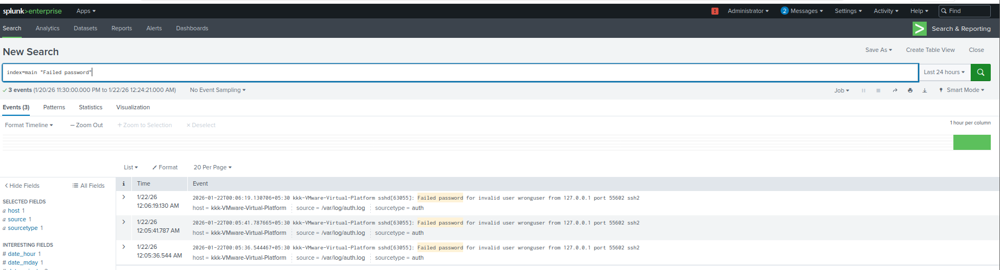 splunk>enterprise Apps Administrator 2 Messages Settings Activity Help Find
Search Analytics Datasets Reports Alerts Dashboards Search & Reporting
New Search Save As Create Table View Close
index=main "Failed password" Last 24 hours
3 events (1/20/26 11:30:00.000 PM to 1/22/26 12:24:21.000 AM) No Event Sampling Job Smart Mode
Events (3) Patterns Statistics Visualization
Format Timeline — Zoom Out + Zoom to Selection × Deselect 1 hour per column
List Format 20 Per Page
Hide Fields All Fields
i Time Event
SELECTED FIELDS
a host 1
a source 1
a sourcetype 1
INTERESTING FIELDS
# date_hour 1
# date_mday 1
1/22/26
12:06:19.130 AM
2026-01-22T00:06:19.130706+05:30 kkk-VMware-Virtual-Platform sshd[63055]: Failed password for invalid user wronguser from 127.0.0.1 port 55602 ssh2
host = kkk-VMware-Virtual-Platform source = /var/log/auth.log sourcetype = auth
1/22/26
12:05:41.787 AM
2026-01-22T00:05:41.787665+05:30 kkk-VMware-Virtual-Platform sshd[63055]: Failed password for invalid user wronguser from 127.0.0.1 port 55602 ssh2
host = kkk-VMware-Virtual-Platform source = /var/log/auth.log sourcetype = auth
1/22/26
12:05:36.544 AM
2026-01-22T00:05:36.544467+05:30 kkk-VMware-Virtual-Platform sshd[63055]: Failed password for invalid user wronguser from 127.0.0.1 port 55602 ssh2
host = kkk-VMware-Virtual-Platform source = /var/log/auth.log sourcetype = auth